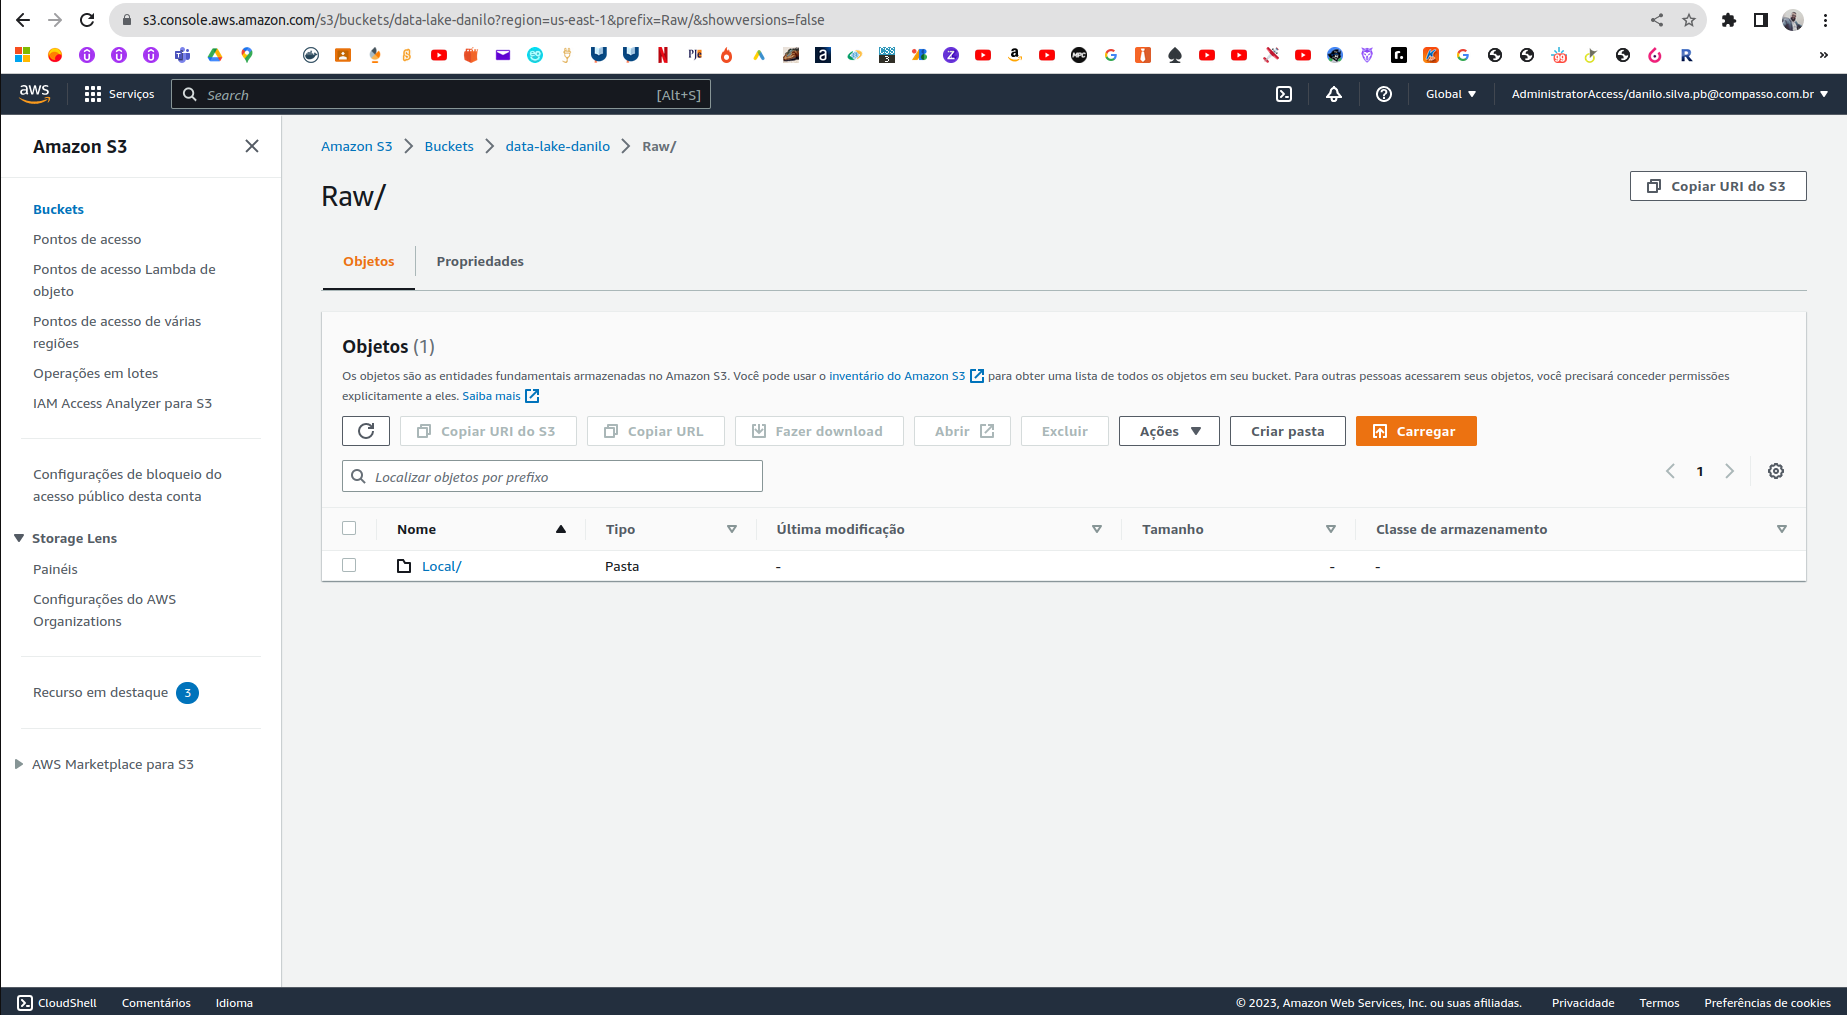 s3.console.aws.amazon.com/s3/buckets/data-lake-danilo?region=us-east-1&prefix=Raw/&showversions=false
aws
Serviços
Search
[Alt+S]
Global
AdministratorAccess/danilo.silva.pb@compasso.com.br
Amazon S3
Buckets
Pontos de acesso
Pontos de acesso Lambda de
objeto
Pontos de acesso de várias
regiões
Operações em lotes
IAM Access Analyzer para S3
Configurações de bloqueio do
acesso público desta conta
Storage Lens
Painéis
Configurações do AWS
Organizations
Recurso em destaque 3
AWS Marketplace para S3
Amazon S3 Buckets data-lake-danilo Raw/
Raw/
Copiar URI do S3
Objetos Propriedades
Objetos (1)
Os objetos são as entidades fundamentais armazenadas no Amazon S3. Você pode usar o inventário do Amazon S3 para obter uma lista de todos os objetos em seu bucket. Para outras pessoas acessarem seus objetos, você precisará conceder permissões
explicitamente a eles. Saiba mais
Copiar URI do S3 Copiar URL Fazer download Abrir Excluir Ações Criar pasta Carregar
Localizar objetos por prefixo
1
Nome Tipo Última modificação Tamanho Classe de armazenamento
Local/ Pasta - - -
CloudShell Comentários Idioma © 2023, Amazon Web Services, Inc. ou suas afiliadas. Privacidade Termos Preferências de cookies